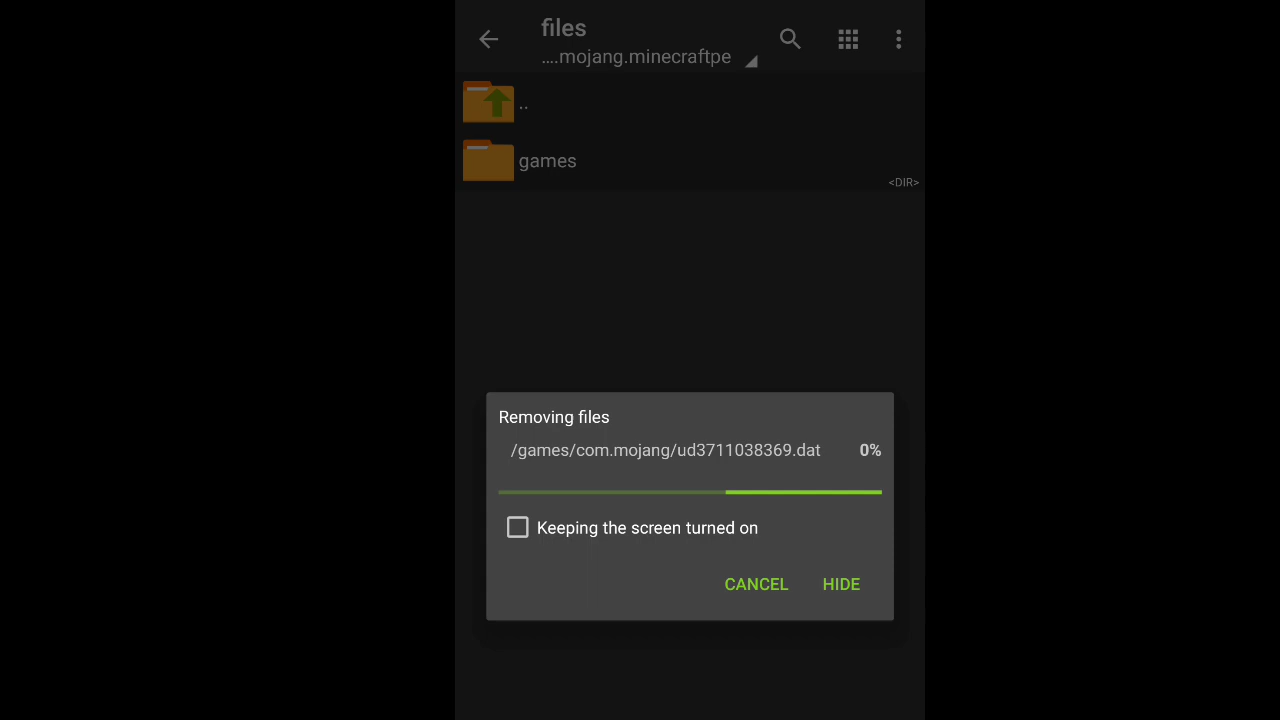 files
....mojang.minecraftpe
..
games
<DIR>
Removing files
/games/com.mojang/ud3711038369.dat 0%
Keeping the screen turned on
CANCEL HIDE